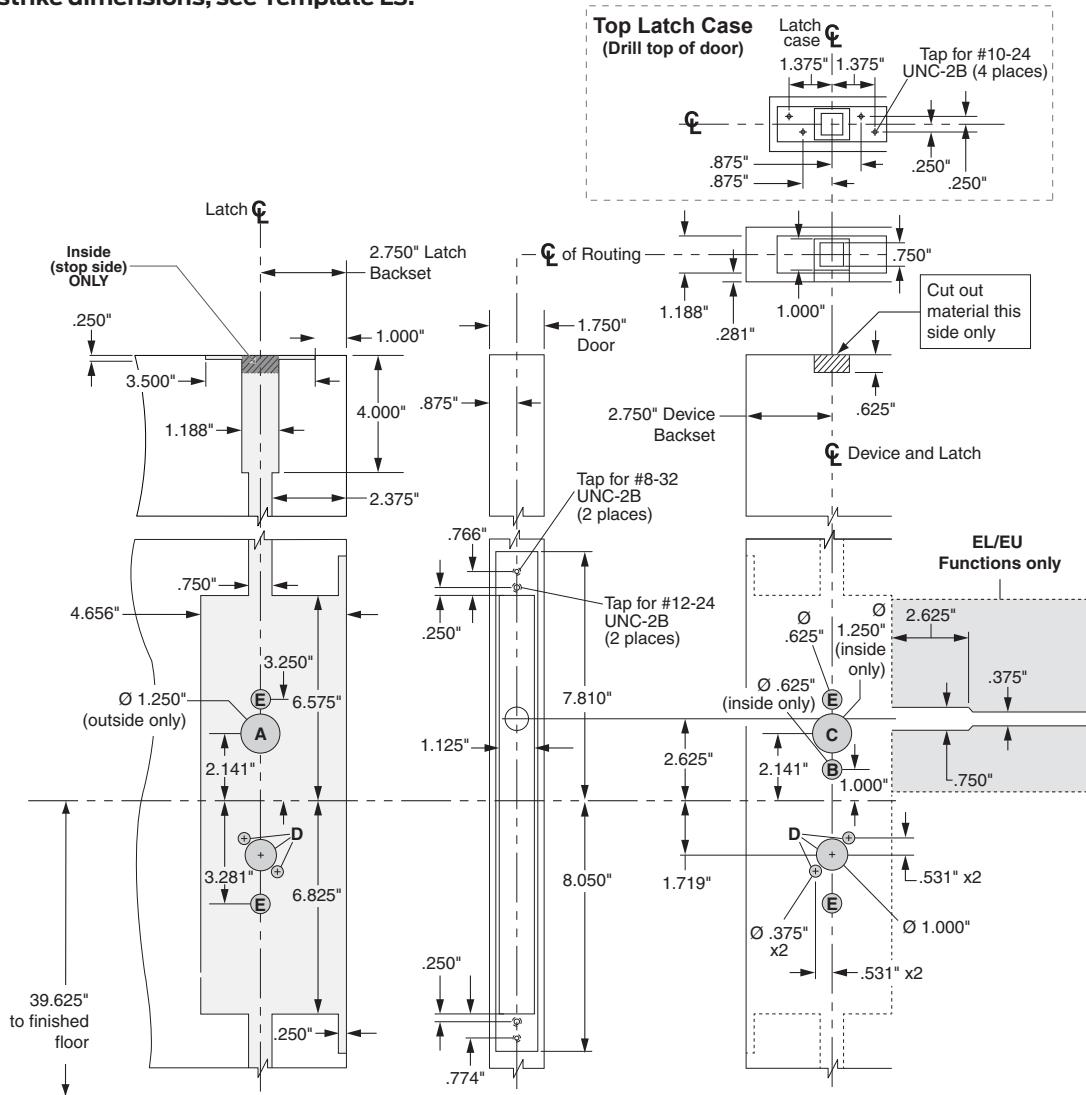 strike dimensions, see Template L3.
Top Latch Case
(Drill top of door)
Latch
case ℄
1.375" 1.375"
Tap for #10-24
UNC-2B (4 places)
℄
.875"
.875"
.250"
.250"
Latch ℄
Inside
(stop side)
ONLY
2.750" Latch
Backset
℄ of Routing
.750"
1.188"
.281"
1.000"
Cut out
material this
side only
.250"
1.000"
3.500"
4.000"
1.188"
2.375"
1.750"
Door
.875"
.625"
2.750" Device
Backset
℄ Device and Latch
Tap for #8-32
UNC-2B
(2 places)
.766"
Tap for #12-24
UNC-2B
(2 places)
.250"
EL/EU
Functions only
.750"
4.656"
3.250"
Ø 1.250"
(outside only)
E
A
6.575"
2.141"
7.810"
1.125"
2.625"
Ø
.625"
Ø
1.250"
(inside
only)
2.625"
.375"
Ø .625"
(inside only)
E
C
B
2.141"
1.000"
.750"
D
3.281"
6.825"
E
8.050"
1.719"
D
.531" x2
E
Ø .375"
x2
Ø 1.000"
.531" x2
39.625"
to finished
floor
.250"
.250"
.774"